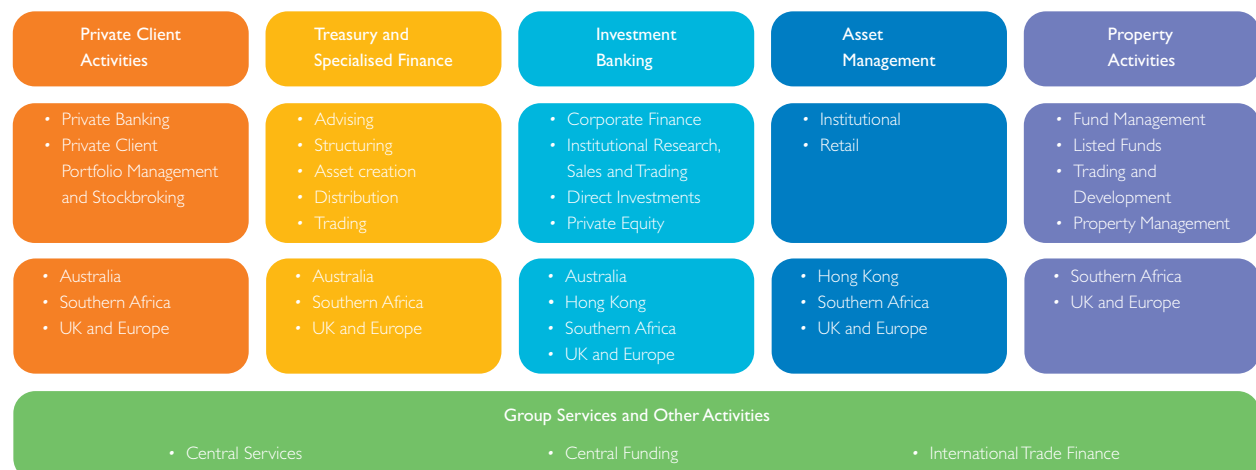 Private Client
Activities
Treasury and
Specialised Finance
Investment
Banking
Asset
Management
Property
Activities
• Private Banking
• Private Client
Portfolio Management
and Stockbroking
• Advising
• Structuring
• Asset creation
• Distribution
• Trading
• Corporate Finance
• Institutional Research,
Sales and Trading
• Direct Investments
• Private Equity
• Institutional
• Retail
• Fund Management
• Listed Funds
• Trading and
Development
• Property Management
• Australia
• Southern Africa
• UK and Europe
• Australia
• Southern Africa
• UK and Europe
• Australia
• Hong Kong
• Southern Africa
• UK and Europe
• Hong Kong
• Southern Africa
• UK and Europe
• Southern Africa
• UK and Europe
Group Services and Other Activities
• Central Services
• Central Funding
• International Trade Finance